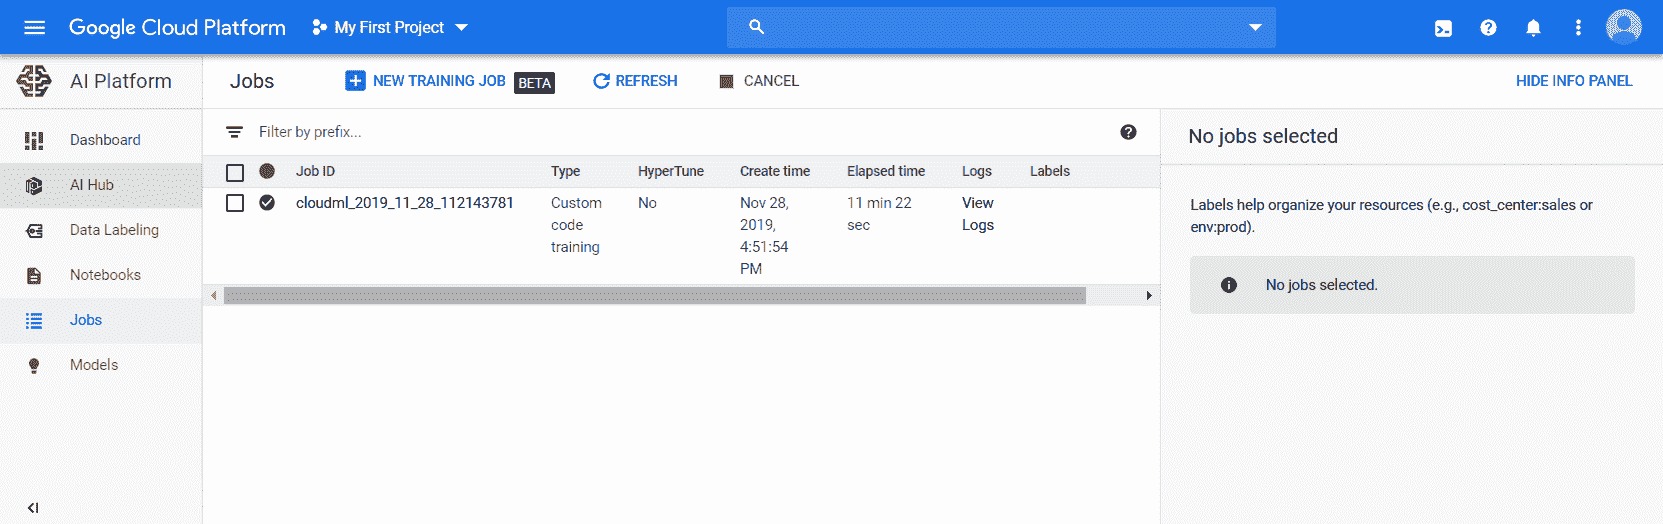 Google Cloud Platform
My First Project
AI Platform
Jobs
NEW TRAINING JOB
BETA
REFRESH
CANCEL
HIDE INFO PANEL
Dashboard
AI Hub
Data Labeling
Notebooks
Jobs
Models
Filter by prefix...
Job ID Type HyperTune Create time Elapsed time Logs Labels
cloudml_2019_11_28_112143781
Custom
code
training
No
Nov 28,
2019,
4:51:54
PM
11 min 22
sec
View
Logs
No jobs selected
Labels help organize your resources (e.g., cost_center:sales or
env:prod).
No jobs selected.